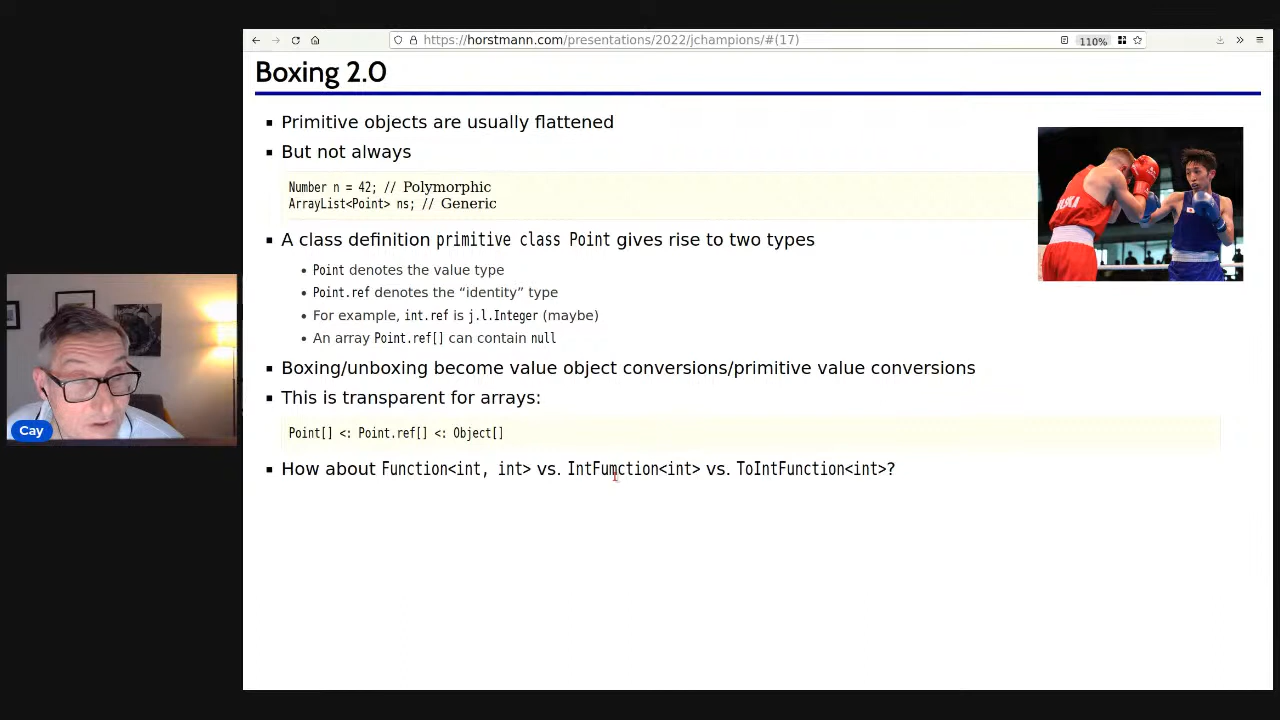 https://horstmann.com/presentations/2022/jchampions/#(17)
110%
Boxing 2.0
Primitive objects are usually flattened
But not always
Number n = 42; // Polymorphic
ArrayList<Point> ns; // Generic
A class definition primitive class Point gives rise to two types
Point denotes the value type
Point.ref denotes the “identity” type
For example, int.ref is j.l.Integer (maybe)
An array Point.ref[] can contain null
Boxing/unboxing become value object conversions/primitive value conversions
This is transparent for arrays:
Point[] <: Point.ref[] <: Object[]
How about Function<int, int> vs. IntFunction<int> vs. ToIntFunction<int>?
Cay